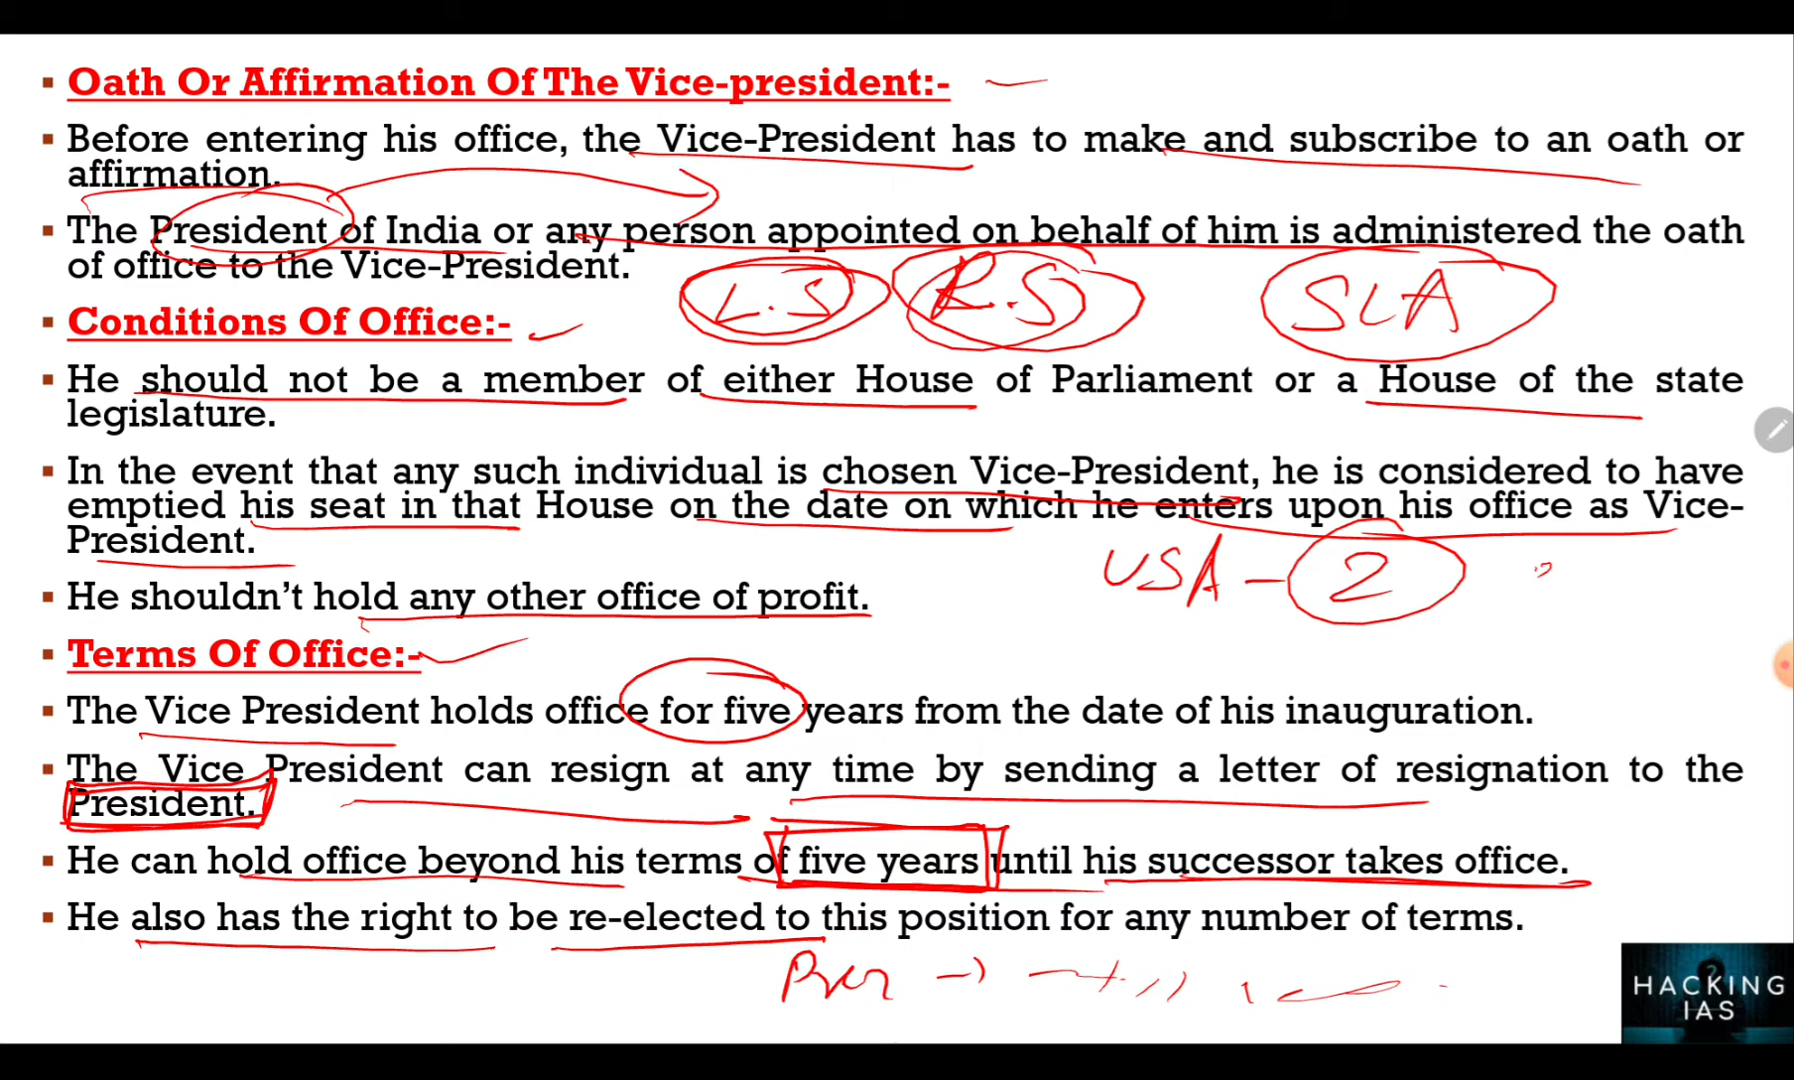 Oath Or Affirmation Of The Vice-president:-
Before entering his office, the Vice-President has to make and subscribe to an oath or
affirmation.
The President of India or any person appointed on behalf of him is administered the oath
of office to the Vice-President.
L.S R.S SLA
Conditions Of Office:-
He should not be a member of either House of Parliament or a House of the state
legislature.
In the event that any such individual is chosen Vice-President, he is considered to have
emptied his seat in that House on the date on which he enters upon his office as Vice-
President.
USA - 2
He shouldn't hold any other office of profit.
Terms Of Office:-
The Vice President holds office for five years from the date of his inauguration.
The Vice President can resign at any time by sending a letter of resignation to the
President.
He can hold office beyond his terms of five years until his successor takes office.
He also has the right to be re-elected to this position for any number of terms.
HACKING
IAS